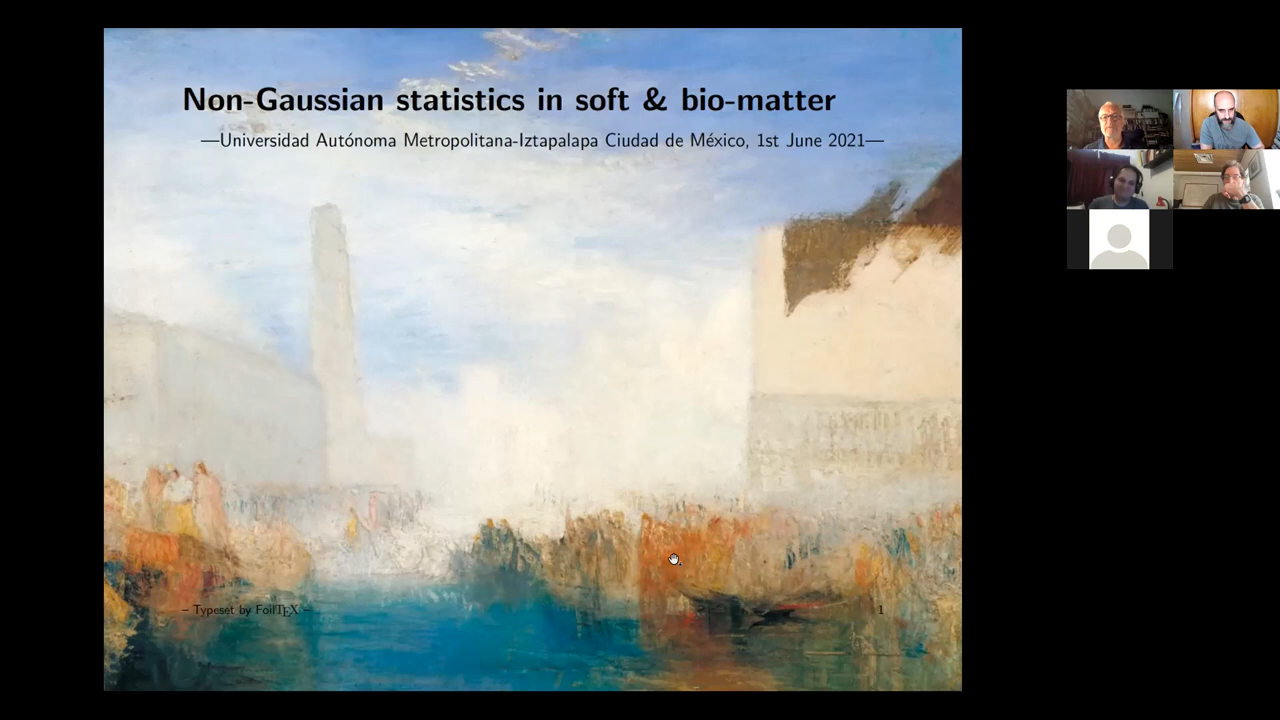 Non-Gaussian statistics in soft & bio-matter
—Universidad Autónoma Metropolitana-Iztapalapa Ciudad de México, 1st June 2021—
– Typeset by FoilTEX –
1